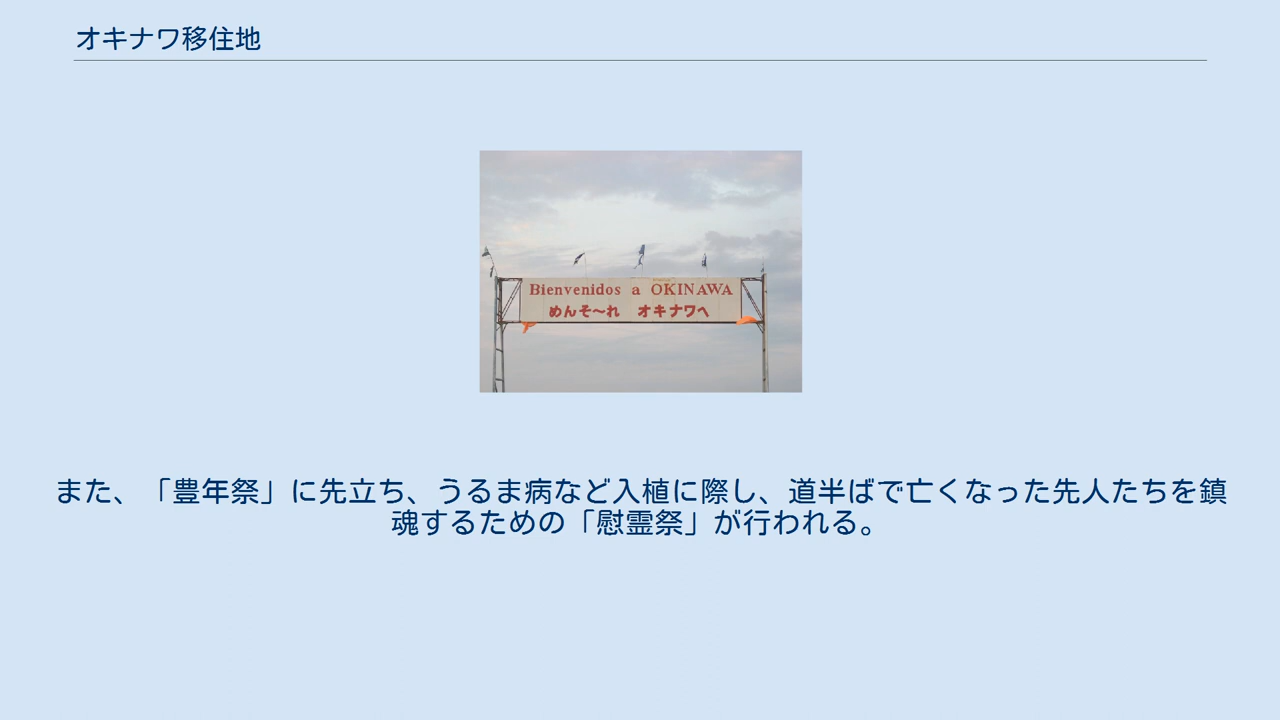 オキナワ移住地
Bienvenidos a OKINAWA
めんそ～れ オキナワへ
また、「豊年祭」に先立ち、うるま病など入植に際し、道半ばで亡くなった先人たちを鎮
魂するための「慰霊祭」が行われる。